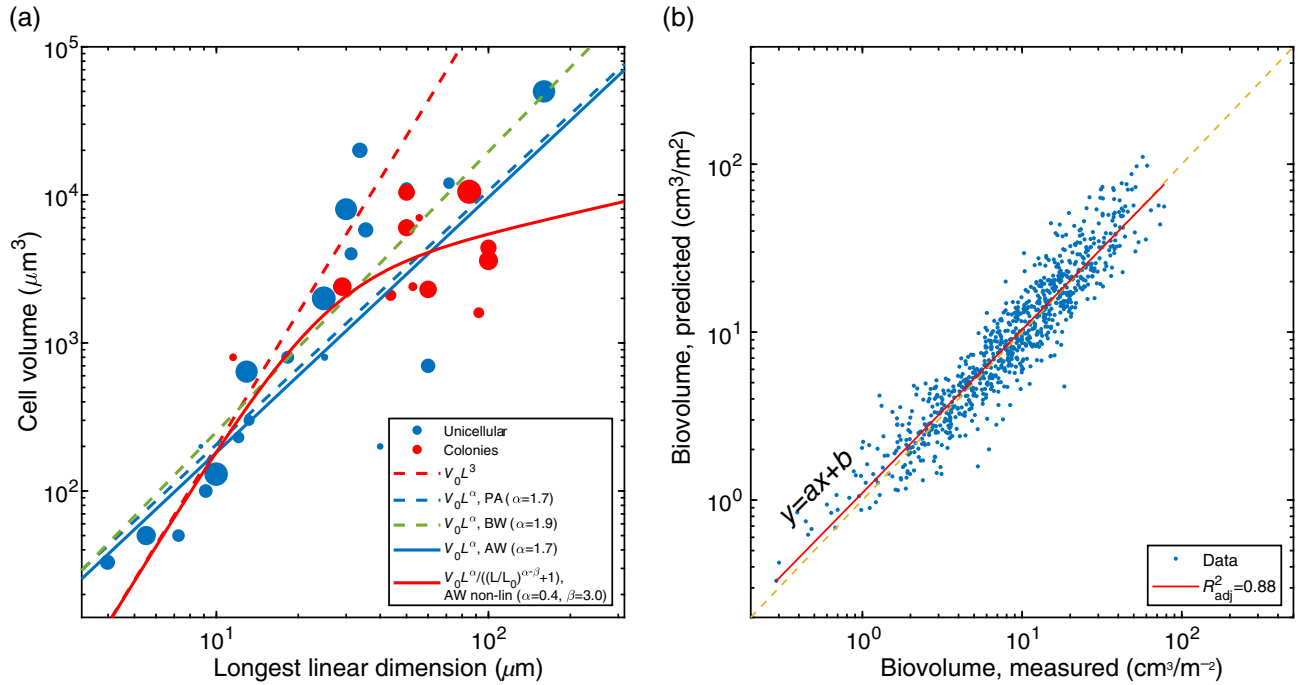 (a)
10^5
10^4
10^3
10^2
Cell volume (μm^3)
10^1
10^2
Longest linear dimension (μm)
Unicellular
Colonies
V_0L^3
V_0L^α, PA (α=1.7)
V_0L^α, BW (α=1.9)
V_0L^α, AW (α=1.7)
V_0L^α/((L/L_0)^{α-β}+1),
AW non-lin (α=0.4, β=3.0)
(b)
10^2
10^1
10^0
Biovolume, predicted (cm^3/m^2)
y=ax+b
10^0
10^1
10^2
Biovolume, measured (cm^3/m^{-2})
Data
R^2_{adj}=0.88